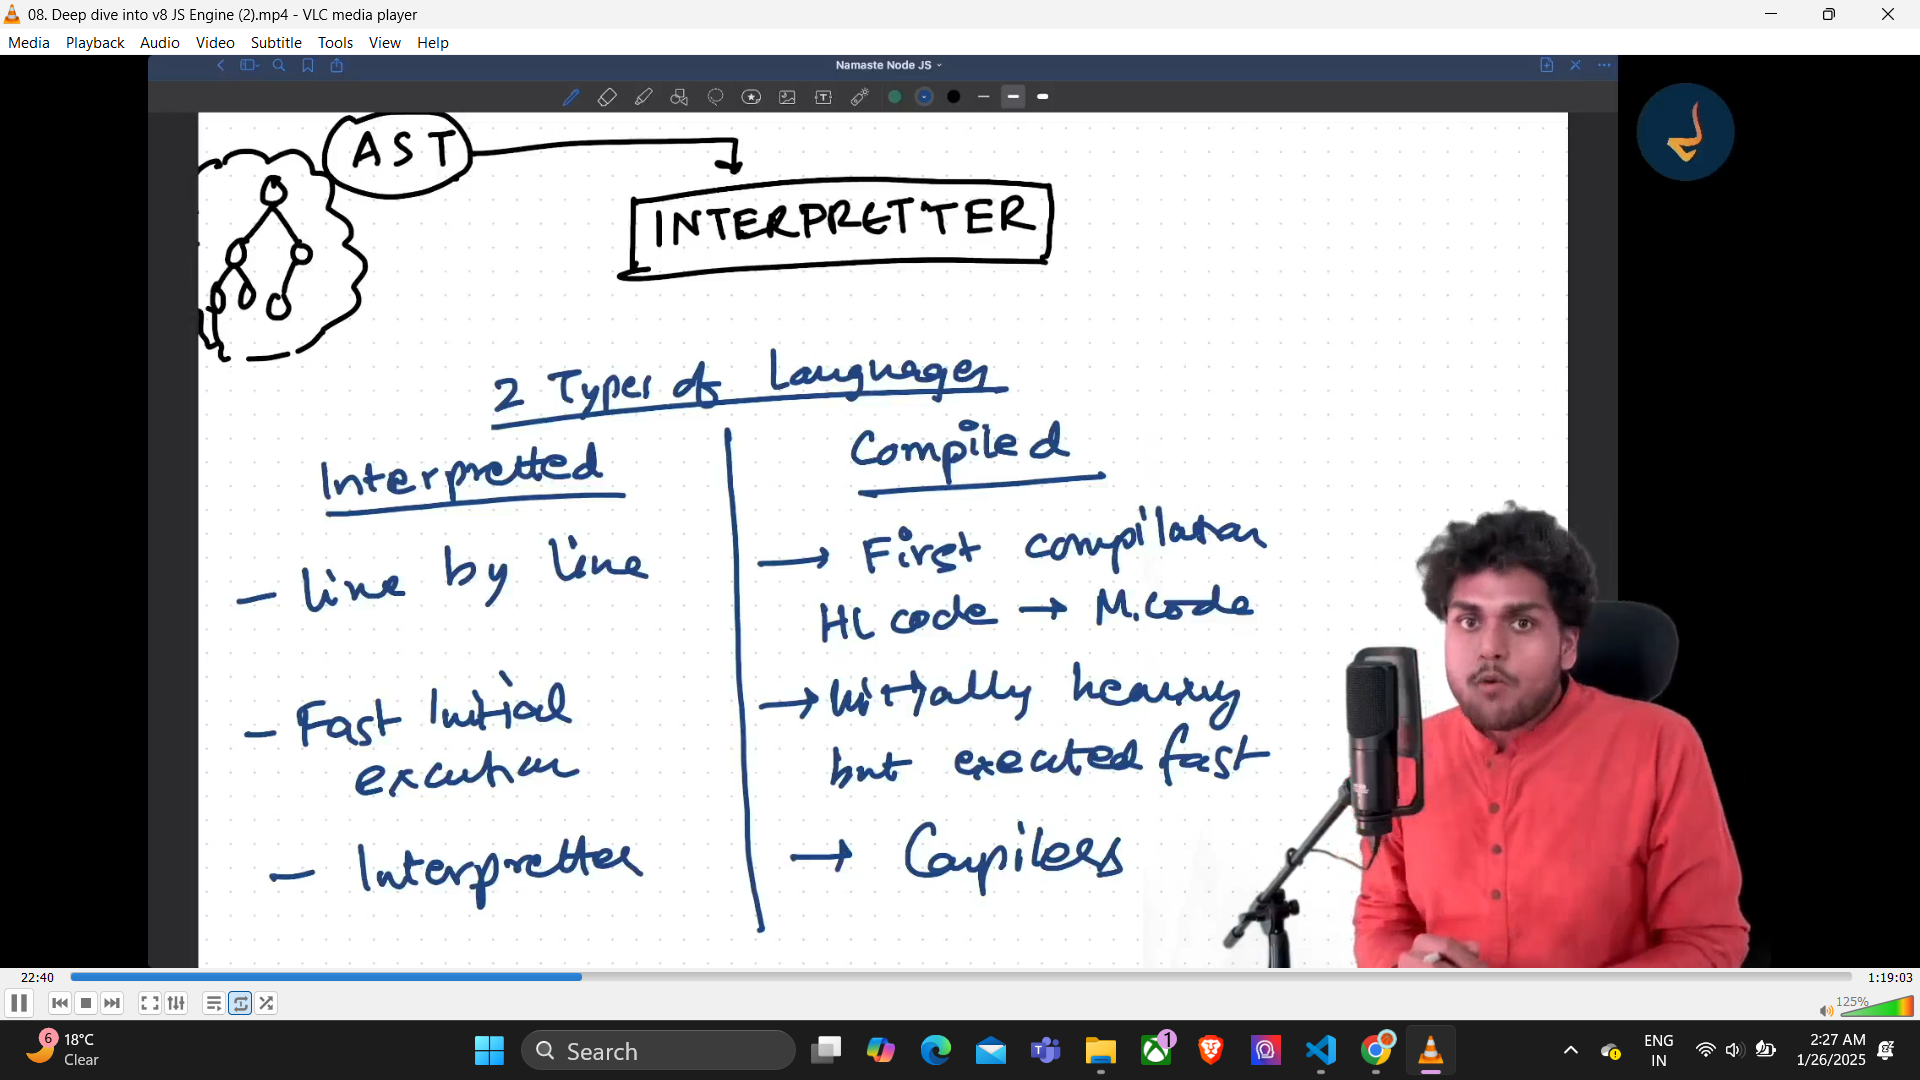 08. Deep dive into v8 JS Engine (2).mp4 - VLC media player
Media Playback Audio Video Subtitle Tools View Help
Namaste Node JS
AST
INTERPRETTER
2 Types of Languages
Interpretted
Compiled
- line by line
→ First compilation
HL code → M.code
- Fast Initial
excution
→ Initially heavy
but executed fast
- Interpretter
→ Compilers
22:40
1:19:03
125%
6
18°C
Clear
Search
1
ENG
IN
2:27 AM
1/26/2025